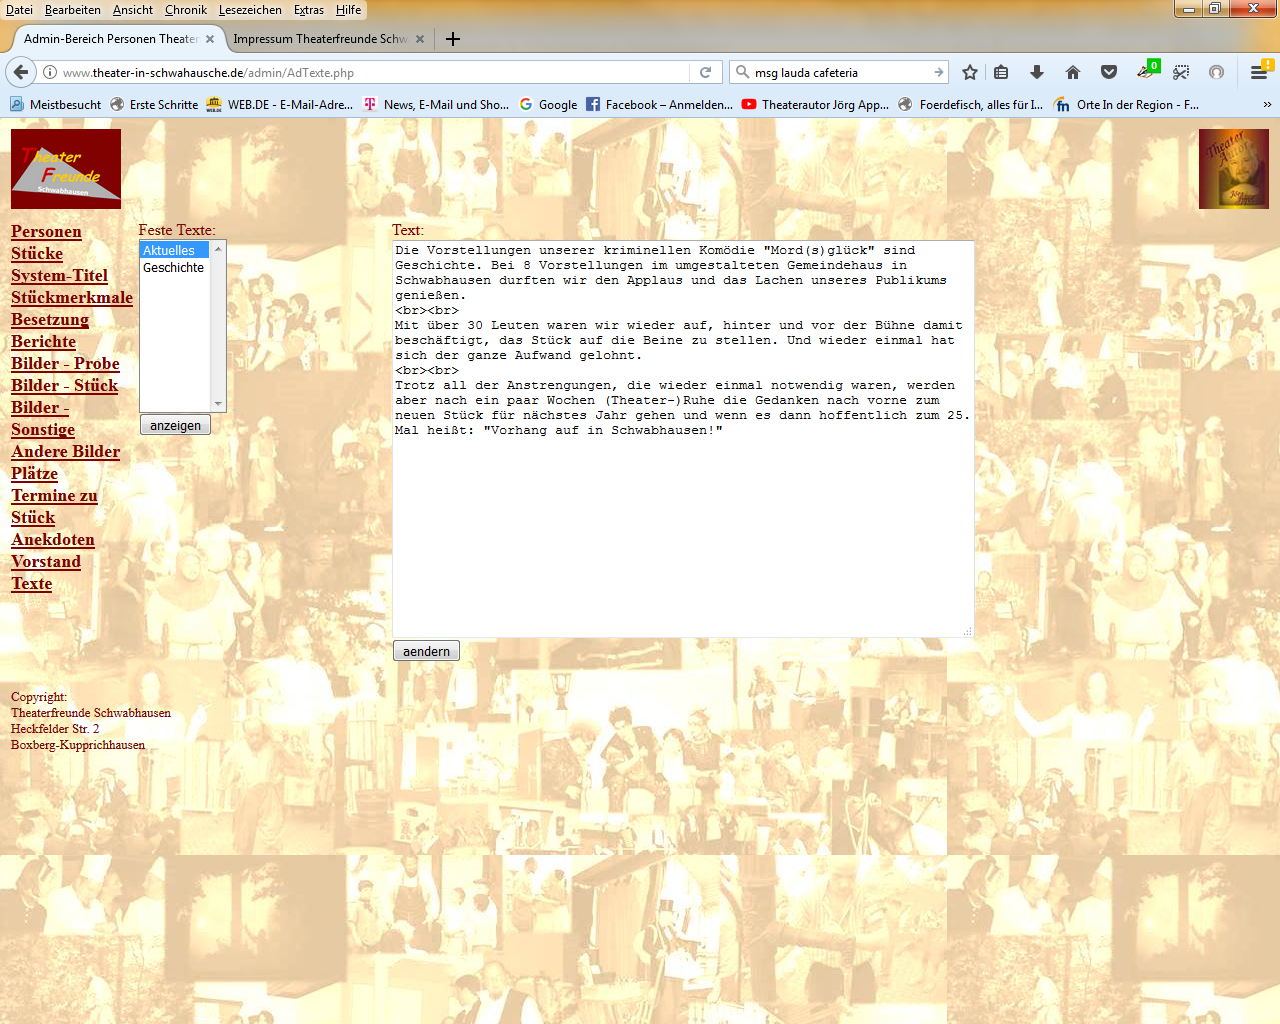 Datei Bearbeiten Ansicht Chronik Lesezeichen Extras Hilfe
Admin-Bereich Personen Theater
Impressum Theaterfreunde Schw
www.theater-in-schwahausche.de/admin/AdTexte.php
msg lauda cafeteria
0
Meistbesucht Erste Schritte WEB.DE - E-Mail-Adre... News, E-Mail und Sho... Google Facebook – Anmelden... Theaterautor Jörg App... Foerdefisch, alles für I... Orte In der Region - F... »
Theater
Freunde
Schwabhausen
Theater
Personen
Stücke
System-Titel
Stückmerkmale
Besetzung
Berichte
Bilder - Probe
Bilder - Stück
Bilder -
Sonstige
Andere Bilder
Plätze
Termine zu
Stück
Anekdoten
Vorstand
Texte
Feste Texte:
Aktuelles
Geschichte
anzeigen
Text:
Die Vorstellungen unserer kriminellen Komödie "Mord(s)glück" sind
Geschichte. Bei 8 Vorstellungen im umgestalteten Gemeindehaus in
Schwabhausen durften wir den Applaus und das Lachen unseres Publikums
genießen.
<br><br>
Mit über 30 Leuten waren wir wieder auf, hinter und vor der Bühne damit
beschäftigt, das Stück auf die Beine zu stellen. Und wieder einmal hat
sich der ganze Aufwand gelohnt.
<br><br>
Trotz all der Anstrengungen, die wieder einmal notwendig waren, werden
aber nach ein paar Wochen (Theater-)Ruhe die Gedanken nach vorne zum
neuen Stück für nächstes Jahr gehen und wenn es dann hoffentlich zum 25.
Mal heißt: "Vorhang auf in Schwabhausen!"
aendern
Copyright:
Theaterfreunde Schwabhausen
Heckfelder Str. 2
Boxberg-Kupprichhausen